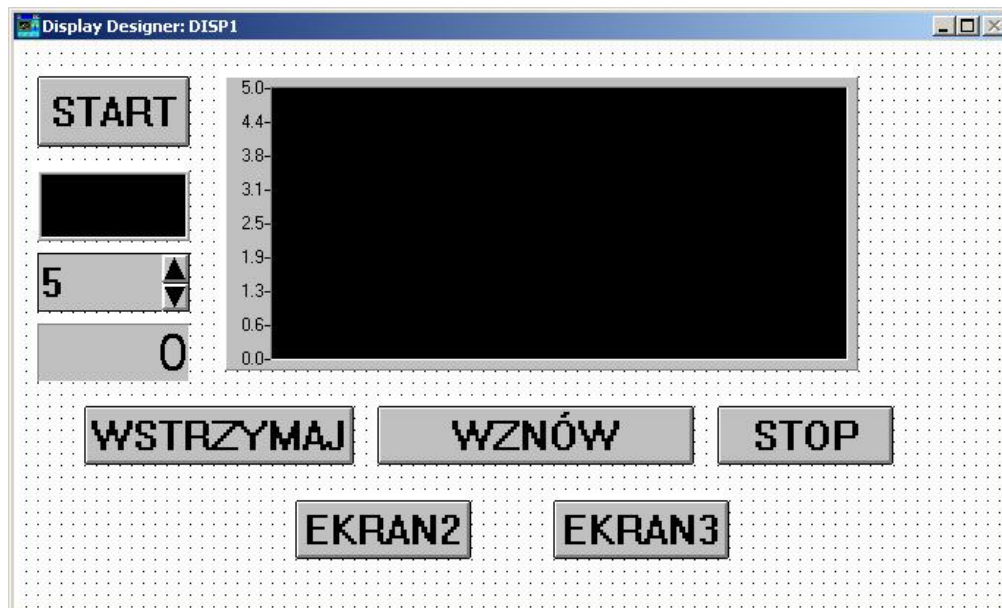 Display Designer: DISP1
START
5.0
4.4
3.8
3.1
2.5
1.9
1.3
0.6
0.0
5
0
WSTRZYMAJ WZNÓW STOP
EKRAN2 EKRAN3